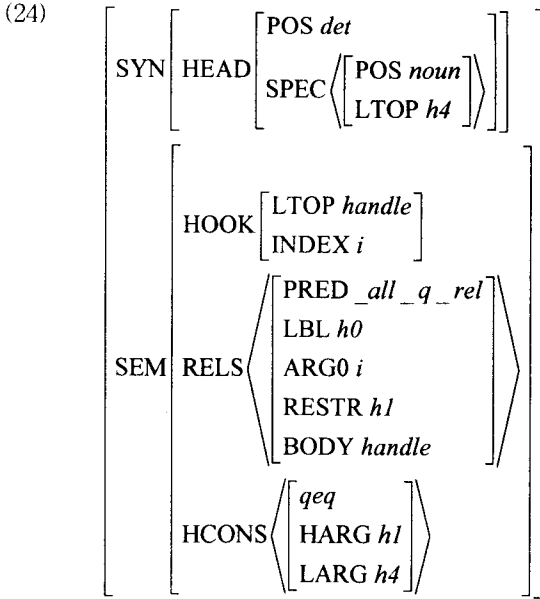 (24)
POS det
SYN HEAD
SPEC POS noun
LTOP h4
HOOK LTOP handle
INDEX i
PRED _all_q_rel
LBL h0
SEM RELS ARG0 i
RESTR h1
BODY handle
qeq
HCONS HARG h1
LARG h4